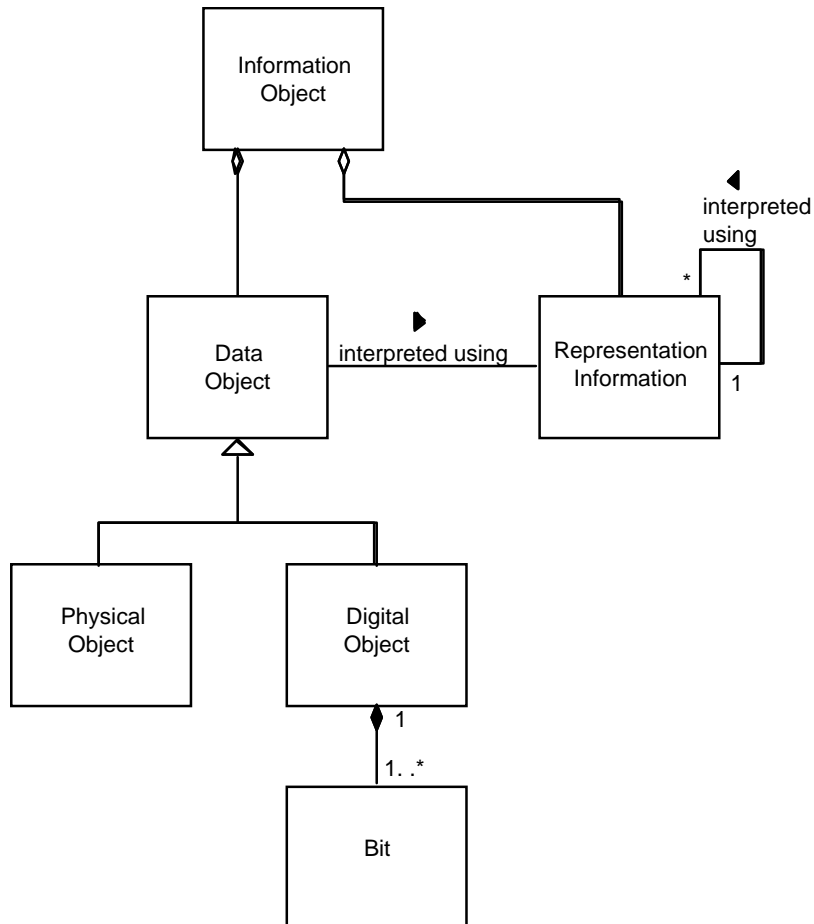 Information
Object
interpreted
using
*
Data
Object
interpreted using
Representation
Information
1
Physical
Object
Digital
Object
1
1. .*
Bit